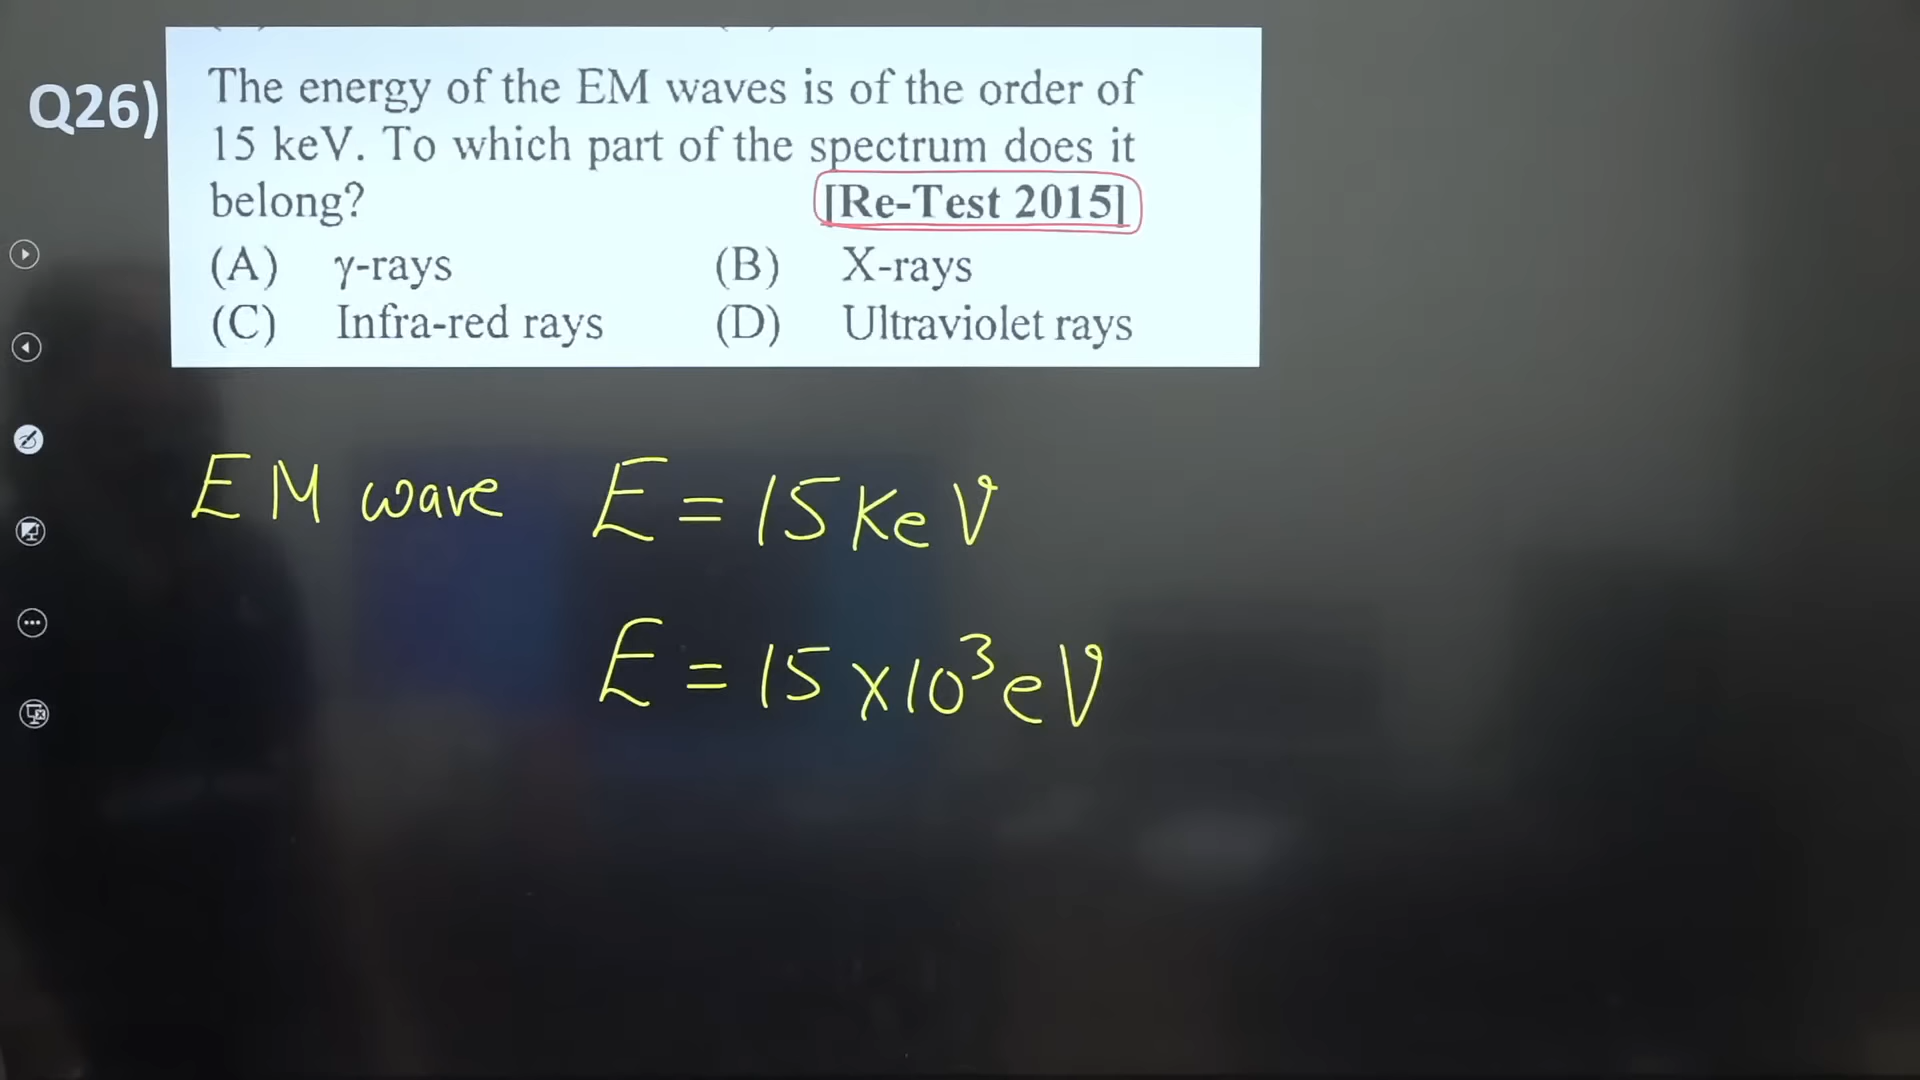 Q26)
The energy of the EM waves is of the order of
15 keV. To which part of the spectrum does it
belong? [Re-Test 2015]
(A) γ-rays (B) X-rays
(C) Infra-red rays (D) Ultraviolet rays
EM wave E = 15 KeV
E = 15 × 10³ eV